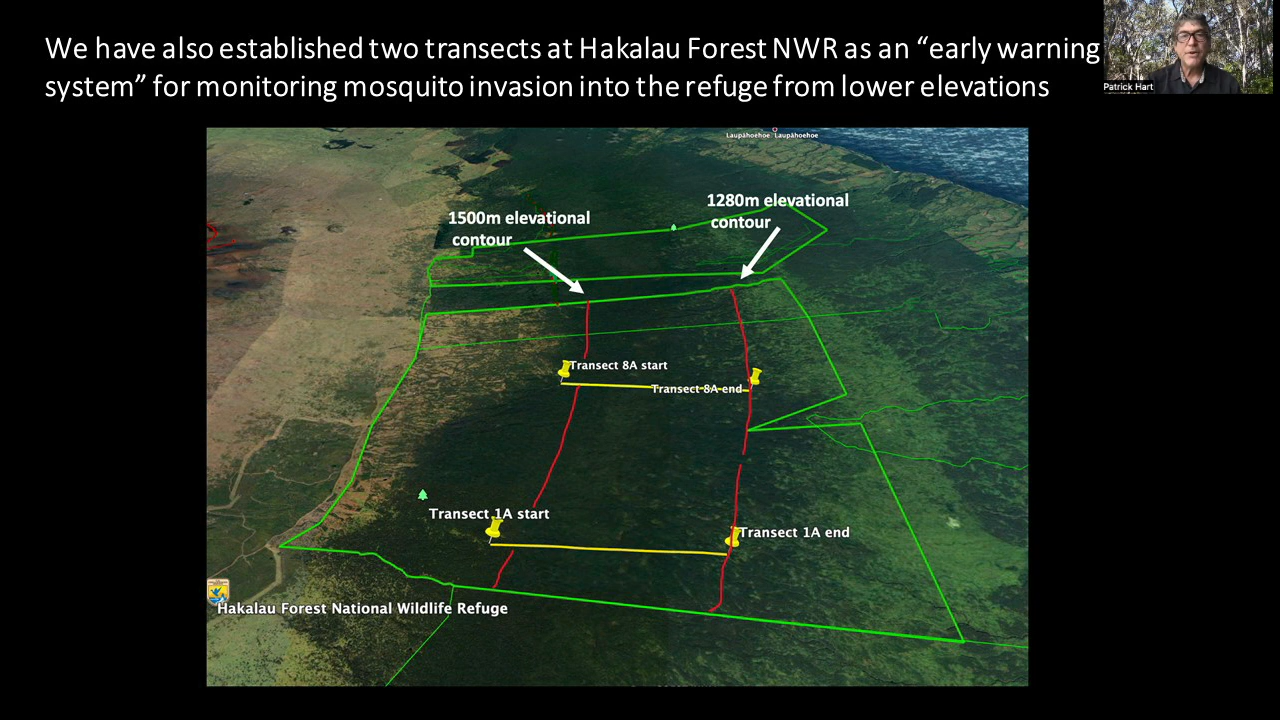 We have also established two transects at Hakalau Forest NWR as an “early warning
system” for monitoring mosquito invasion into the refuge from lower elevations
Patrick Hart
Laupāhoehoe Laupāhoehoe
1280m elevational
contour
1500m elevational
contour
Transect 8A start
Transect 8A end
Transect 1A start
Transect 1A end
Hakalau Forest National Wildlife Refuge